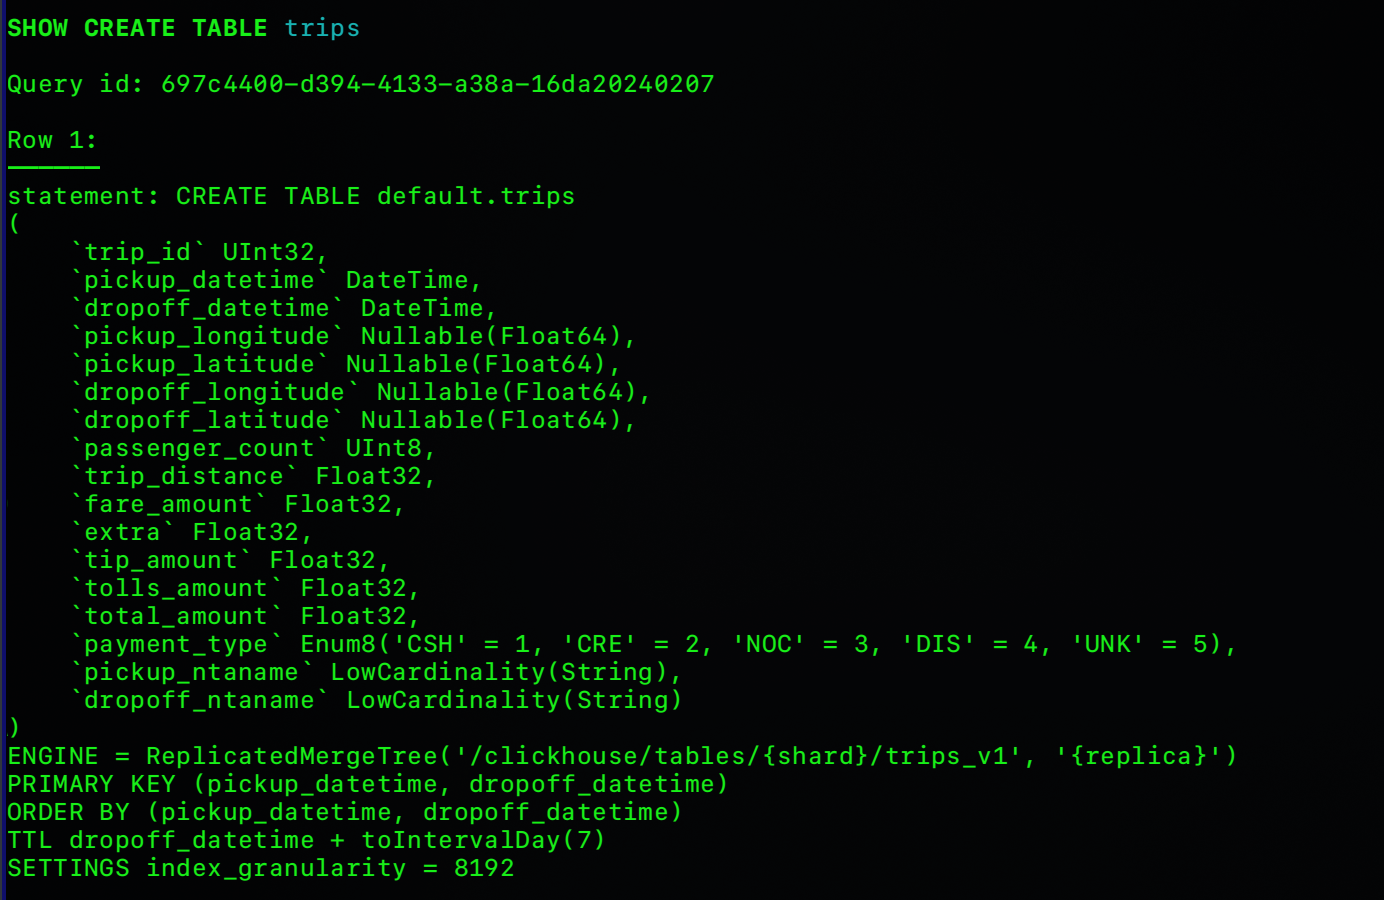 SHOW CREATE TABLE trips
Query id: 697c4400-d394-4133-a38a-16da20240207
Row 1:
statement: CREATE TABLE default.trips
(
    `trip_id` UInt32,
    `pickup_datetime` DateTime,
    `dropoff_datetime` DateTime,
    `pickup_longitude` Nullable(Float64),
    `pickup_latitude` Nullable(Float64),
    `dropoff_longitude` Nullable(Float64),
    `dropoff_latitude` Nullable(Float64),
    `passenger_count` UInt8,
    `trip_distance` Float32,
    `fare_amount` Float32,
    `extra` Float32,
    `tip_amount` Float32,
    `tolls_amount` Float32,
    `total_amount` Float32,
    `payment_type` Enum8('CSH' = 1, 'CRE' = 2, 'NOC' = 3, 'DIS' = 4, 'UNK' = 5),
    `pickup_ntaname` LowCardinality(String),
    `dropoff_ntaname` LowCardinality(String)
)
ENGINE = ReplicatedMergeTree('/clickhouse/tables/{shard}/trips_v1', '{replica}')
PRIMARY KEY (pickup_datetime, dropoff_datetime)
ORDER BY (pickup_datetime, dropoff_datetime)
TTL dropoff_datetime + toIntervalDay(7)
SETTINGS index_granularity = 8192